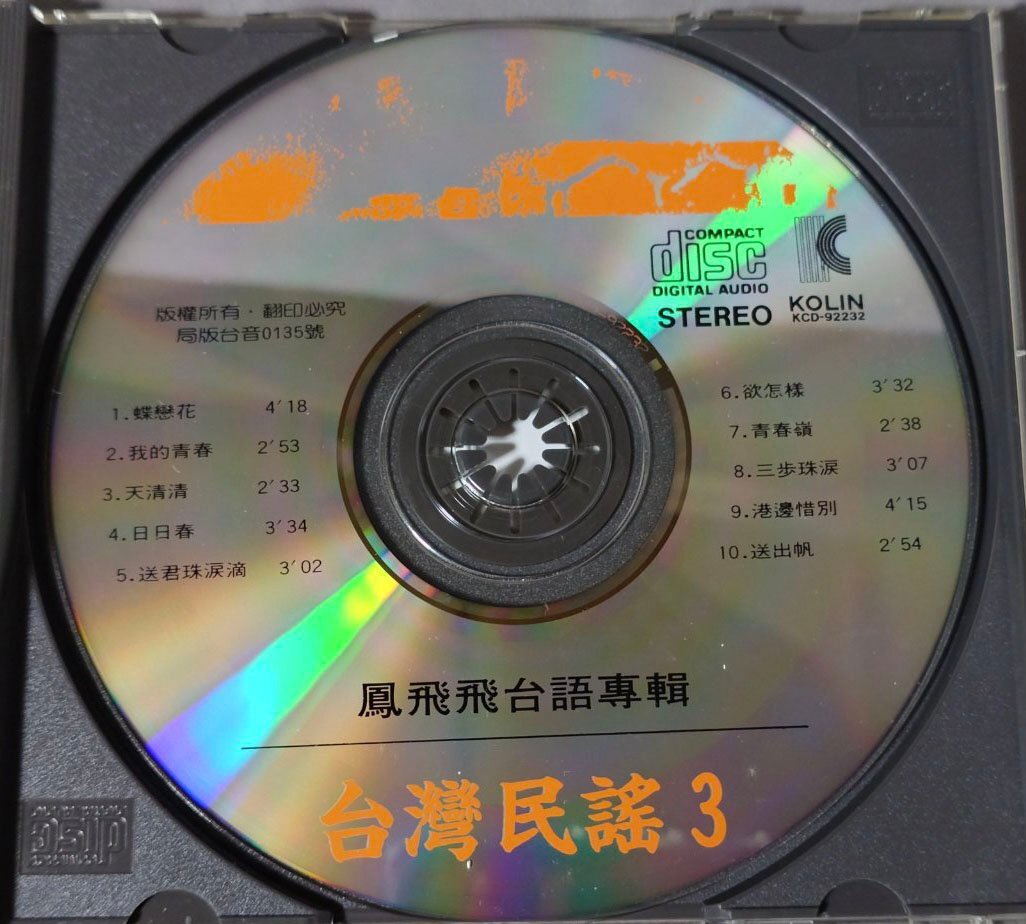 COMPACT
disc
DIGITAL AUDIO
STEREO
KOLIN
KCD-92232
版權所有・翻印必究
局版台音0135號
1.蝶戀花 4′18
2.我的青春 2′53
3.天清清 2′33
4.日日春 3′34
5.送君珠淚滴 3′02
6.欲怎樣 3′32
7.青春嶺 2′38
8.三步珠淚 3′07
9.港邊惜別 4′15
10.送出帆 2′54
鳳飛飛台語專輯
台灣民謠 3